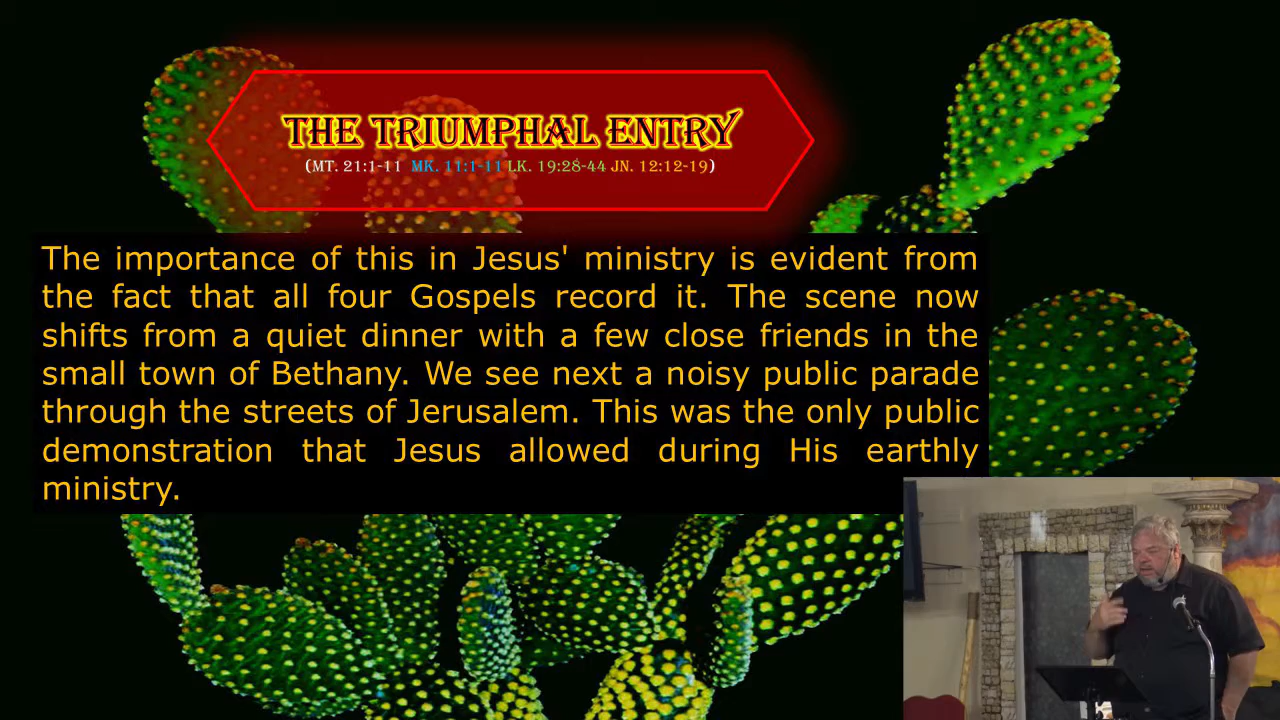 THE TRIUMPHAL ENTRY
(MT. 21:1-11 MK. 11:1-11 LK. 19:28-44 JN. 12:12-19)
The importance of this in Jesus' ministry is evident from
the fact that all four Gospels record it. The scene now
shifts from a quiet dinner with a few close friends in the
small town of Bethany. We see next a noisy public parade
through the streets of Jerusalem. This was the only public
demonstration that Jesus allowed during His earthly
ministry.